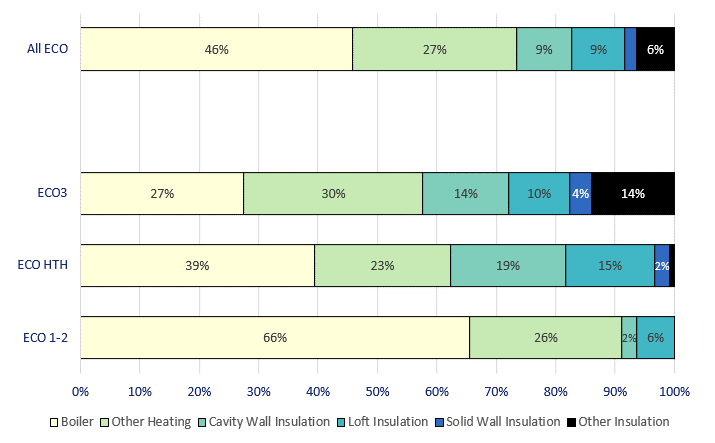 All ECO 46% 27% 9% 9% 6%
ECO3 27% 30% 14% 10% 4% 14%
ECO HTH 39% 23% 19% 15% 2%
ECO 1-2 66% 26% 2% 6%
0% 10% 20% 30% 40% 50% 60% 70% 80% 90% 100%
Boiler Other Heating Cavity Wall Insulation Loft Insulation Solid Wall Insulation Other Insulation